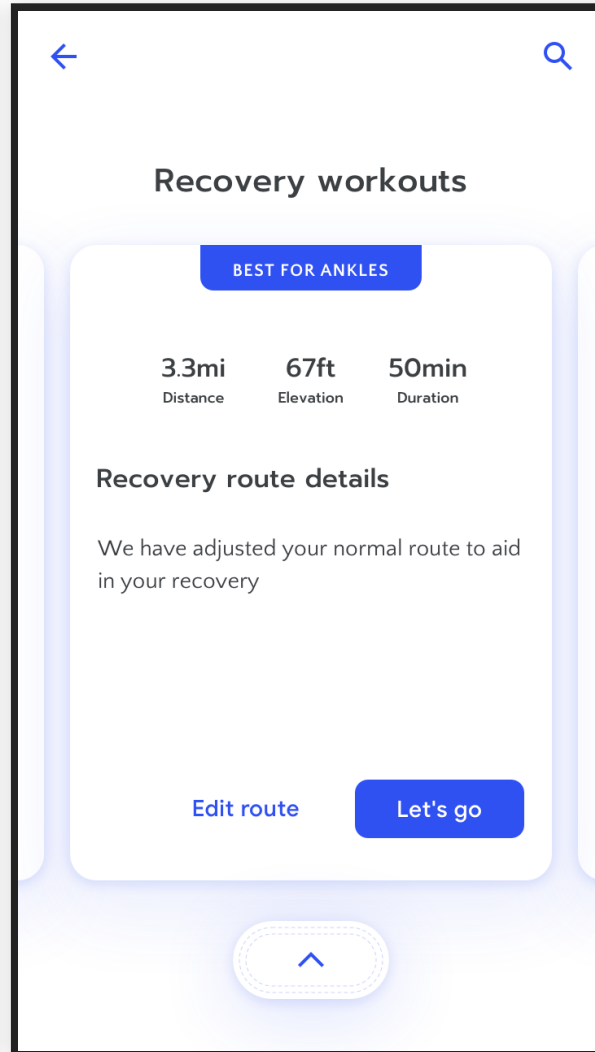 Recovery workouts
BEST FOR ANKLES
3.3mi 67ft 50min
Distance Elevation Duration
Recovery route details
We have adjusted your normal route to aid
in your recovery
Edit route Let's go